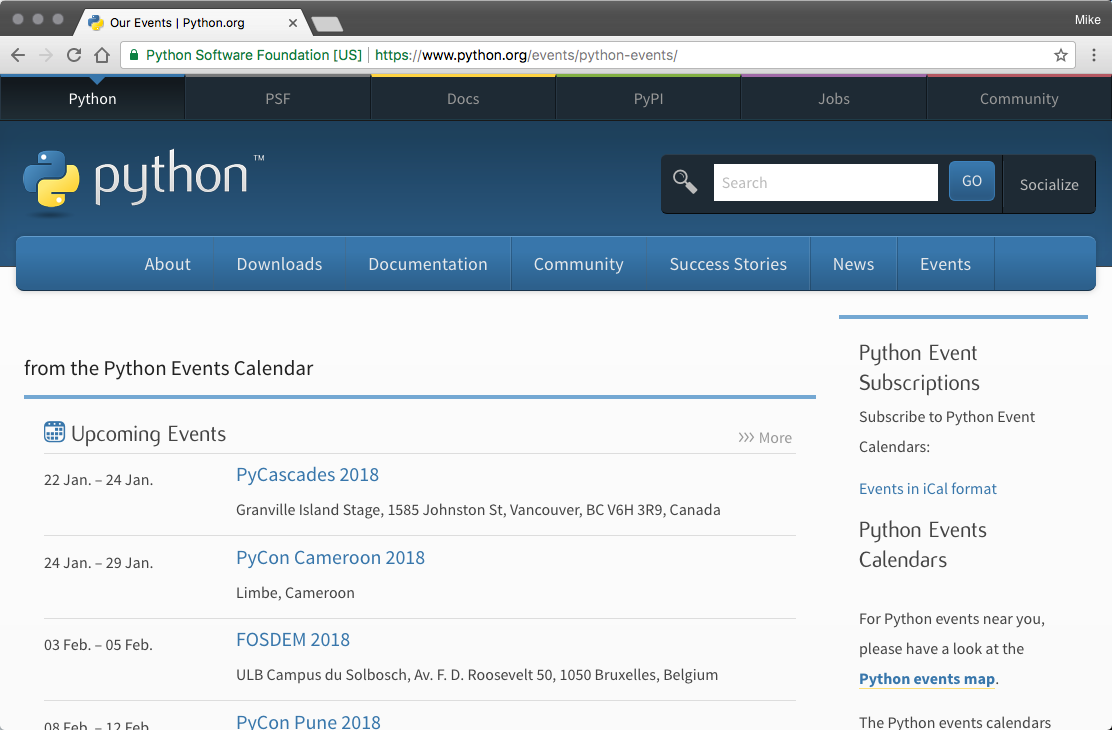 Our Events | Python.org
Mike
Python Software Foundation [US] https://www.python.org/events/python-events/
Python PSF Docs PyPI Jobs Community
python™
Search GO Socialize
About Downloads Documentation Community Success Stories News Events
from the Python Events Calendar
Upcoming Events
››› More
22 Jan. – 24 Jan. PyCascades 2018
Granville Island Stage, 1585 Johnston St, Vancouver, BC V6H 3R9, Canada
24 Jan. – 29 Jan. PyCon Cameroon 2018
Limbe, Cameroon
03 Feb. – 05 Feb. FOSDEM 2018
ULB Campus du Solbosch, Av. F. D. Roosevelt 50, 1050 Bruxelles, Belgium
08 Feb. – 12 Feb. PyCon Pune 2018
Python Event
Subscriptions
Subscribe to Python Event
Calendars:
Events in iCal format
Python Events
Calendars
For Python events near you,
please have a look at the
Python events map.
The Python events calendars